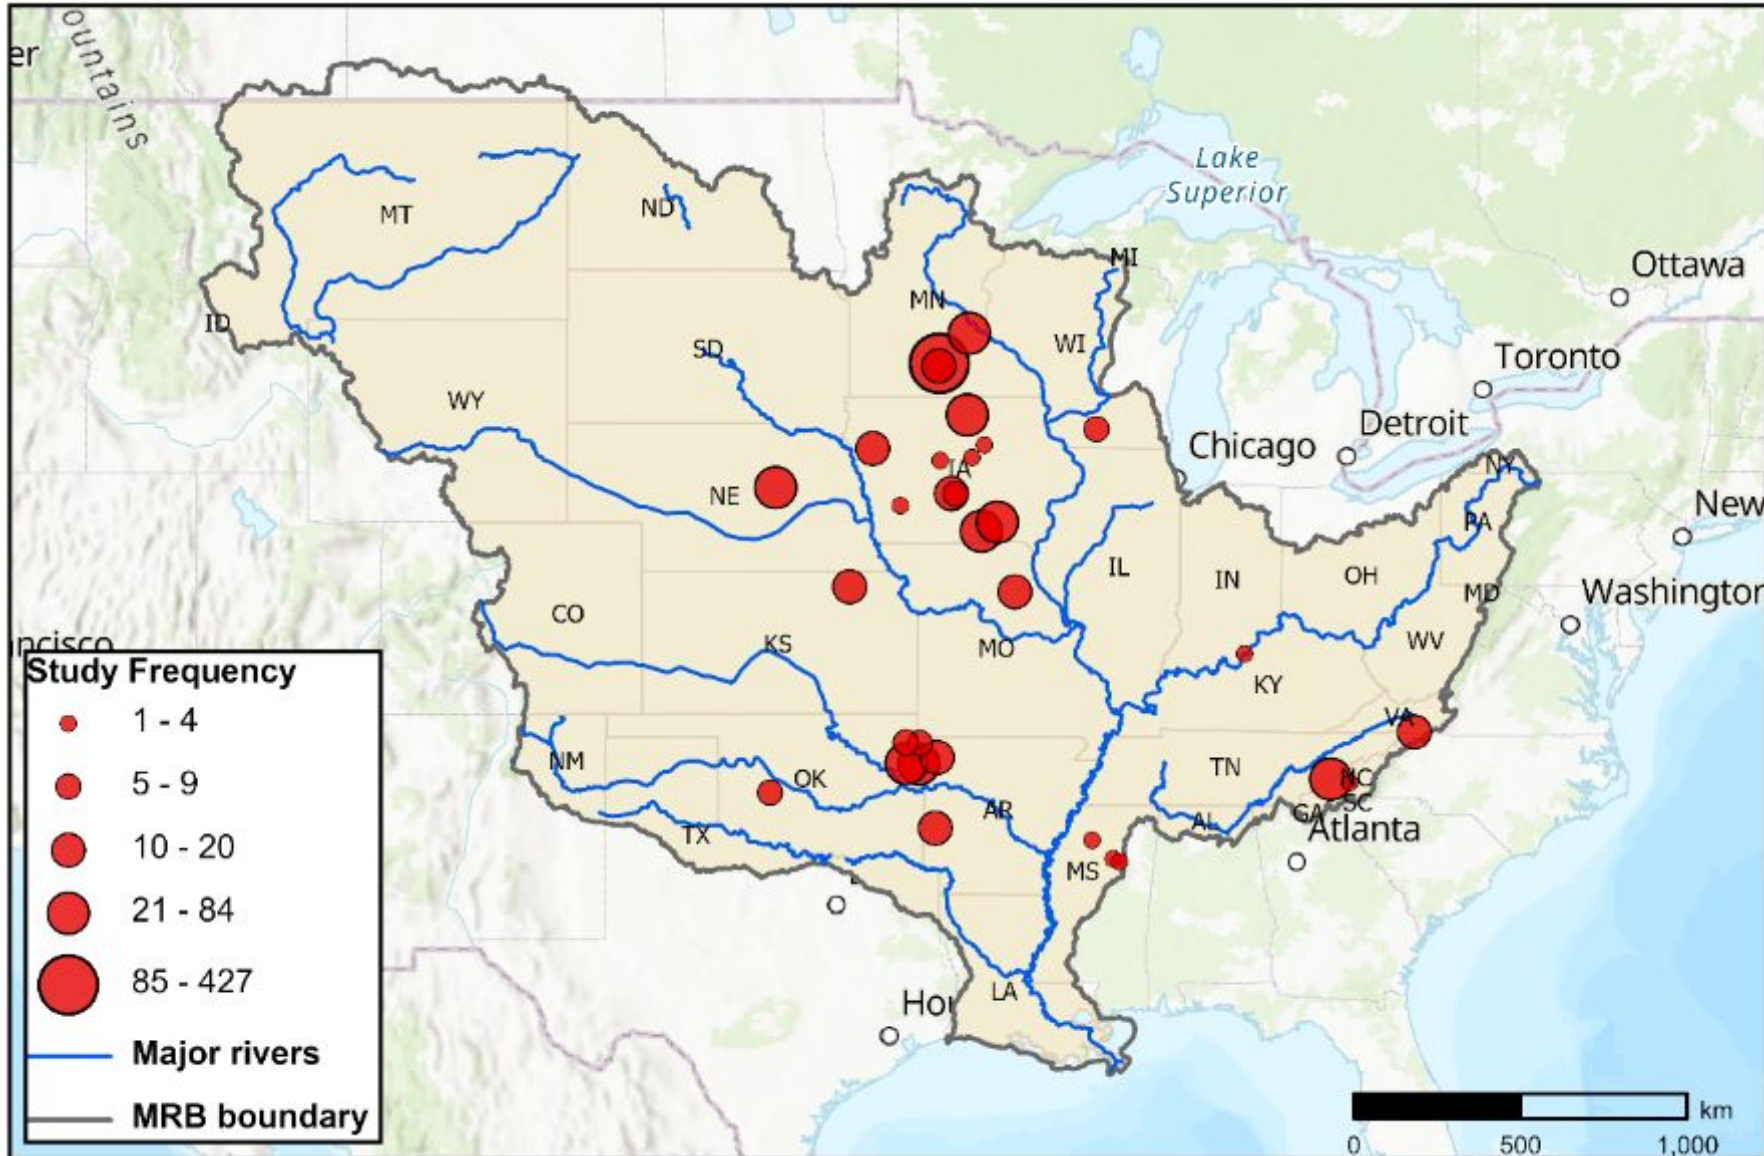 ountains
er
Lake
Superior
MT
ND
MI
Ottawa
MN
ID
WI
SD
Toronto
WY
Detroit
Chicago
IA
NY
NE
New
PA
IL
IN
OH
MD
Washington
CO
ncisco
KS
MO
WV
KY
VA
NM
OK
TN
NC
SC
GA
AR
AL
Atlanta
TX
MS
LA
Hou
Study Frequency
1 - 4
5 - 9
10 - 20
21 - 84
85 - 427
Major rivers
MRB boundary
km
0 500 1,000